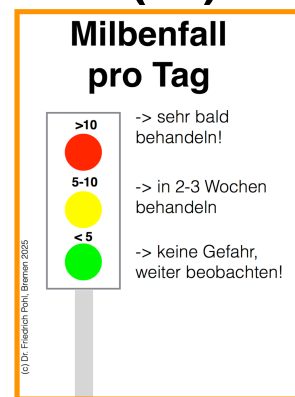 Milbenfall
pro Tag
>10
-> sehr bald
behandeln!
5-10
-> in 2-3 Wochen
behandeln
< 5
-> keine Gefahr,
weiter beobachten!
(c) Dr. Friedrich Pohl, Bremen 2025